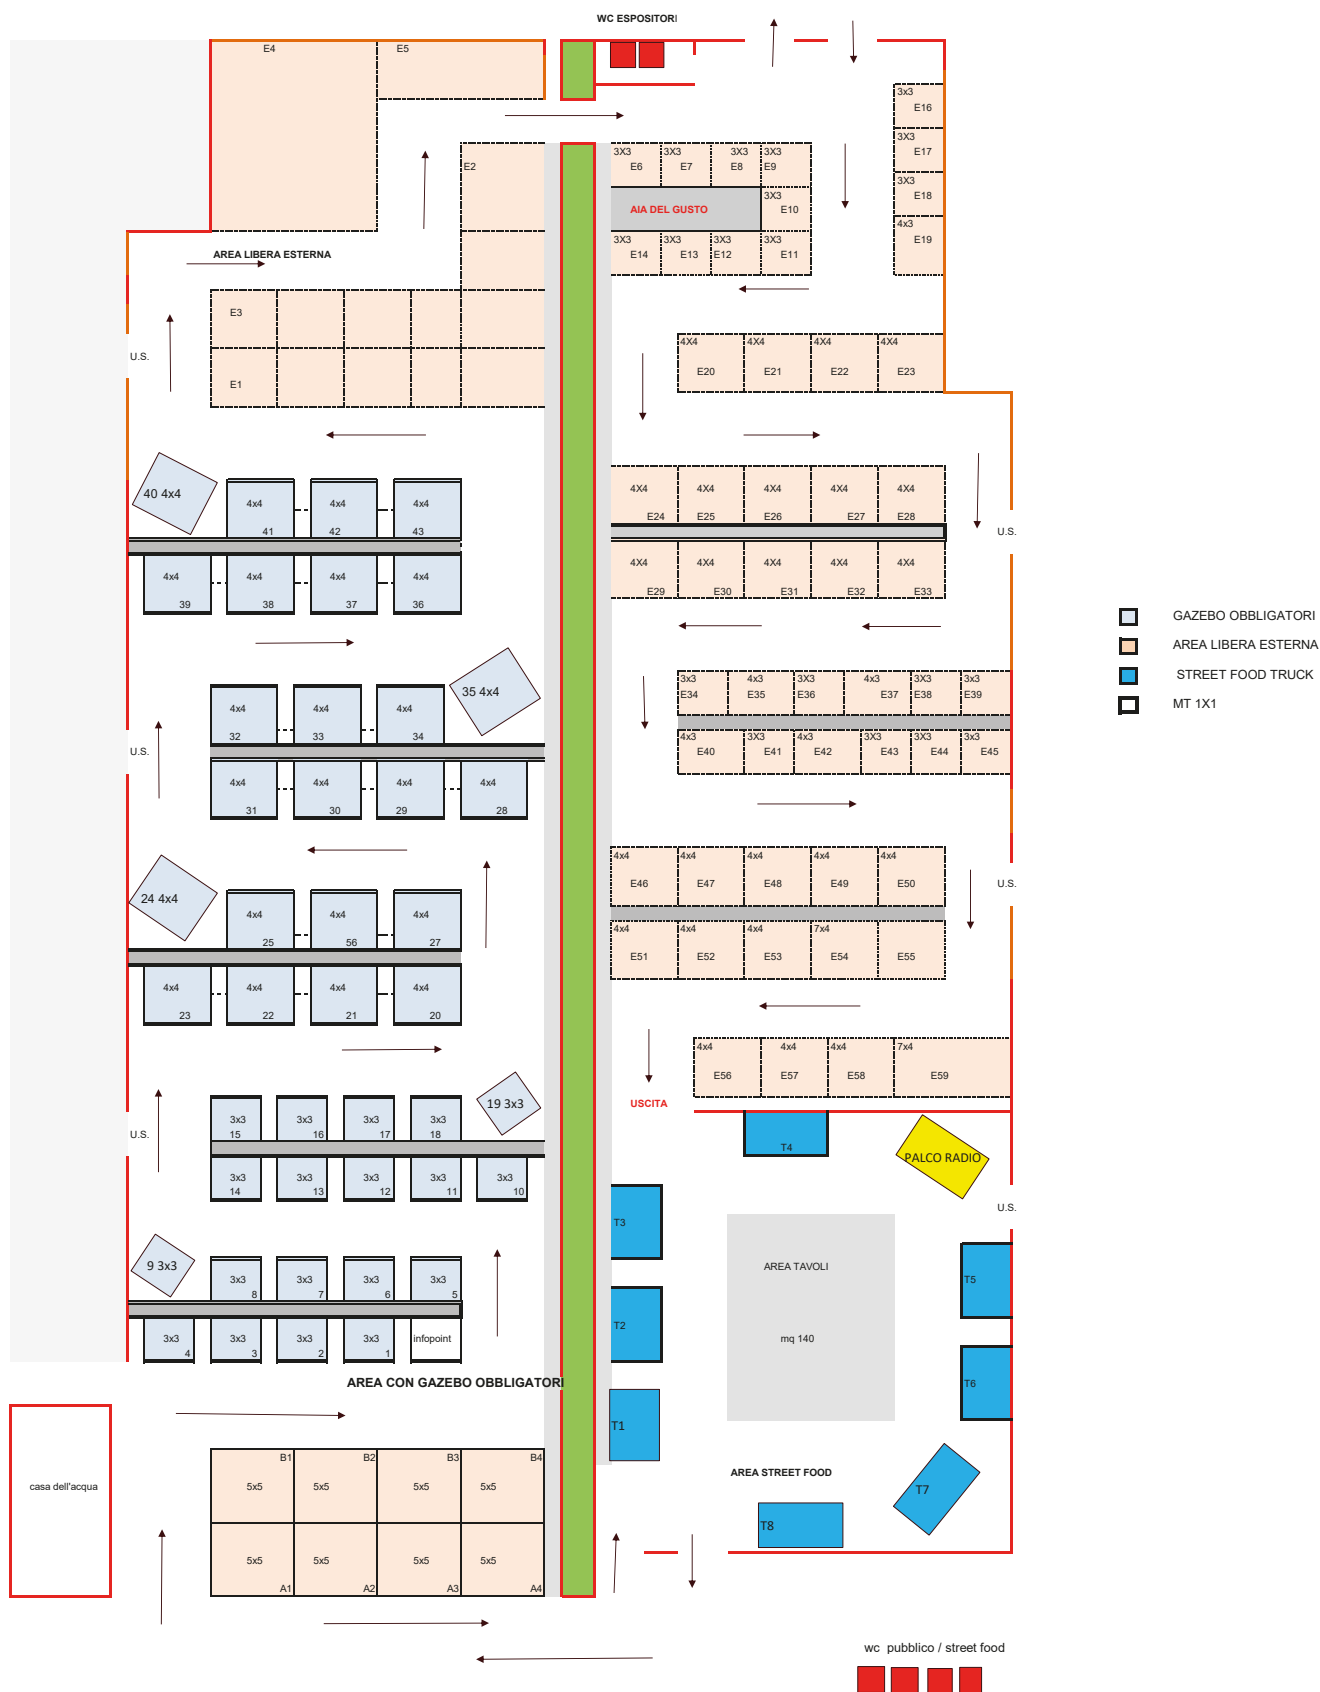 WC ESPOSITORI
E4
E5
3x3
E16
3X3
E17
3X3
E18
4x3
E19
E2
3X3
E6
3X3
E7
3X3
E8
3X3
E9
AIA DEL GUSTO
3X3
E10
3X3
E14
3X3
E13
3X3
E12
3X3
E11
AREA LIBERA ESTERNA
E3
E1
U.S.
4X4
E20
4X4
E21
4X4
E22
4X4
E23
40 4x4
4x4
41
4x4
42
4x4
43
4X4
E24
4X4
E25
4X4
E26
4X4
E27
4X4
E28
U.S.
4x4
39
4x4
38
4x4
37
4x4
36
4X4
E29
4X4
E30
4X4
E31
4X4
E32
4X4
E33
GAZEBO OBBLIGATORI
AREA LIBERA ESTERNA
STREET FOOD TRUCK
MT 1X1
35 4x4
4x4
32
4x4
33
4x4
34
3x3
E34
4x3
E35
3X3
E36
4x3
E37
3X3
E38
3x3
E39
U.S.
4x3
E40
3X3
E41
4x3
E42
3X3
E43
3X3
E44
3x3
E45
4x4
31
4x4
30
4x4
29
4x4
28
24 4x4
4x4
25
4x4
56
4x4
27
4x4
E46
4x4
E47
4x4
E48
4x4
E49
4x4
E50
U.S.
4x4
23
4x4
22
4x4
21
4x4
20
4x4
E51
4x4
E52
4x4
E53
7x4
E54
E55
4x4
E56
4x4
E57
4x4
E58
7x4
E59
19 3x3
USCITA
3x3
15
3x3
16
3x3
17
3x3
18
U.S.
T4
PALCO RADIO
3x3
14
3x3
13
3x3
12
3x3
11
3x3
10
U.S.
T3
9 3x3
3x3
8
3x3
7
3x3
6
3x3
5
AREA TAVOLI
T5
3x3
4
3x3
3
3x3
2
3x3
1
infopoint
T2
mq 140
T6
AREA CON GAZEBO OBBLIGATORI
T1
B1
B2
B3
B4
casa dell'acqua
5x5
5x5
5x5
5x5
AREA STREET FOOD
T7
T8
5x5
5x5
5x5
5x5
A1
A2
A3
A4
wc pubblico / street food